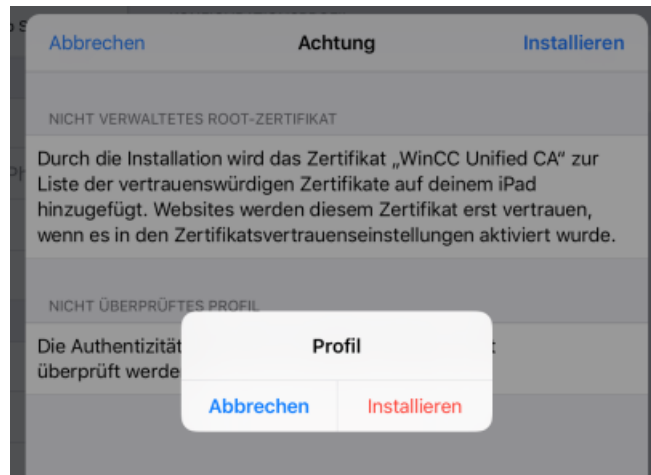 Abbrechen Achtung Installieren
NICHT VERWALTETES ROOT-ZERTIFIKAT
Durch die Installation wird das Zertifikat „WinCC Unified CA“ zur
Liste der vertrauenswürdigen Zertifikate auf deinem iPad
hinzugefügt. Websites werden diesem Zertifikat erst vertrauen,
wenn es in den Zertifikatsvertrauenseinstellungen aktiviert wurde.
NICHT ÜBERPRÜFTES PROFIL
Die Authentizität
überprüft werde
Profil
Abbrechen Installieren